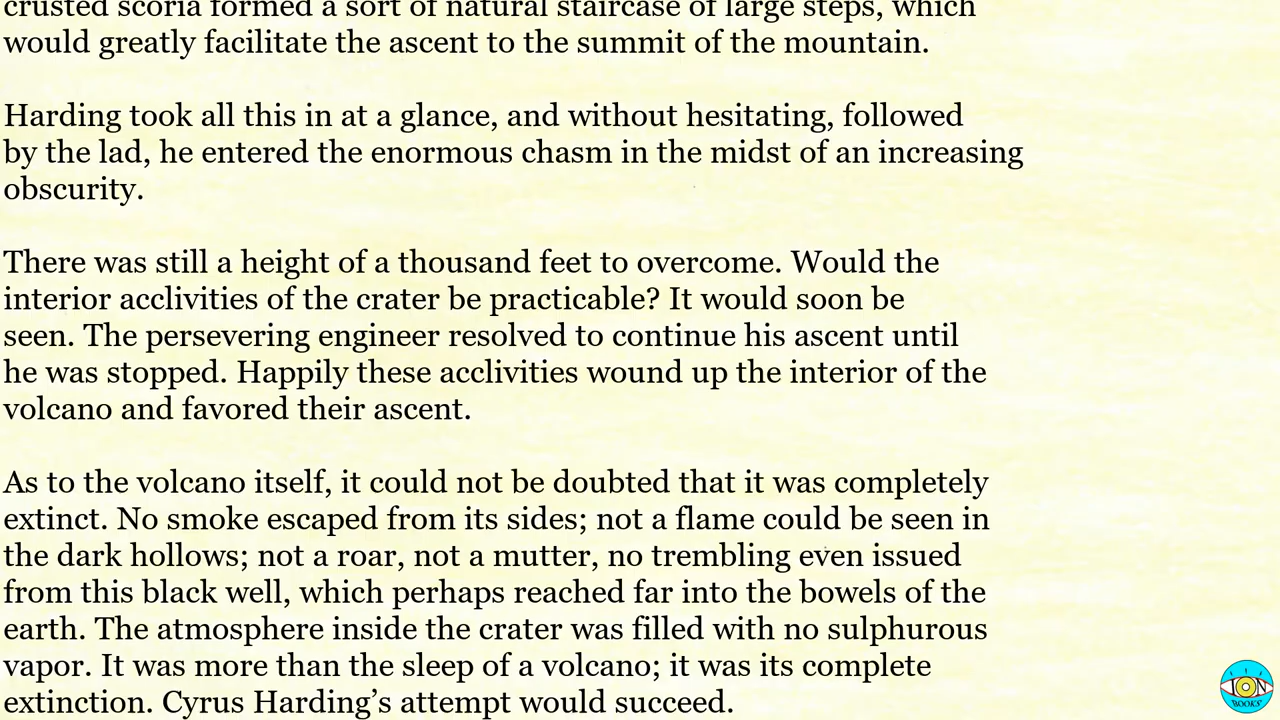 crusted scoria formed a sort of natural staircase of large steps, which
would greatly facilitate the ascent to the summit of the mountain.
Harding took all this in at a glance, and without hesitating, followed
by the lad, he entered the enormous chasm in the midst of an increasing
obscurity.
There was still a height of a thousand feet to overcome. Would the
interior acclivities of the crater be practicable? It would soon be
seen. The persevering engineer resolved to continue his ascent until
he was stopped. Happily these acclivities wound up the interior of the
volcano and favored their ascent.
As to the volcano itself, it could not be doubted that it was completely
extinct. No smoke escaped from its sides; not a flame could be seen in
the dark hollows; not a roar, not a mutter, no trembling even issued
from this black well, which perhaps reached far into the bowels of the
earth. The atmosphere inside the crater was filled with no sulphurous
vapor. It was more than the sleep of a volcano; it was its complete
extinction. Cyrus Harding’s attempt would succeed.
ION
BOOKS